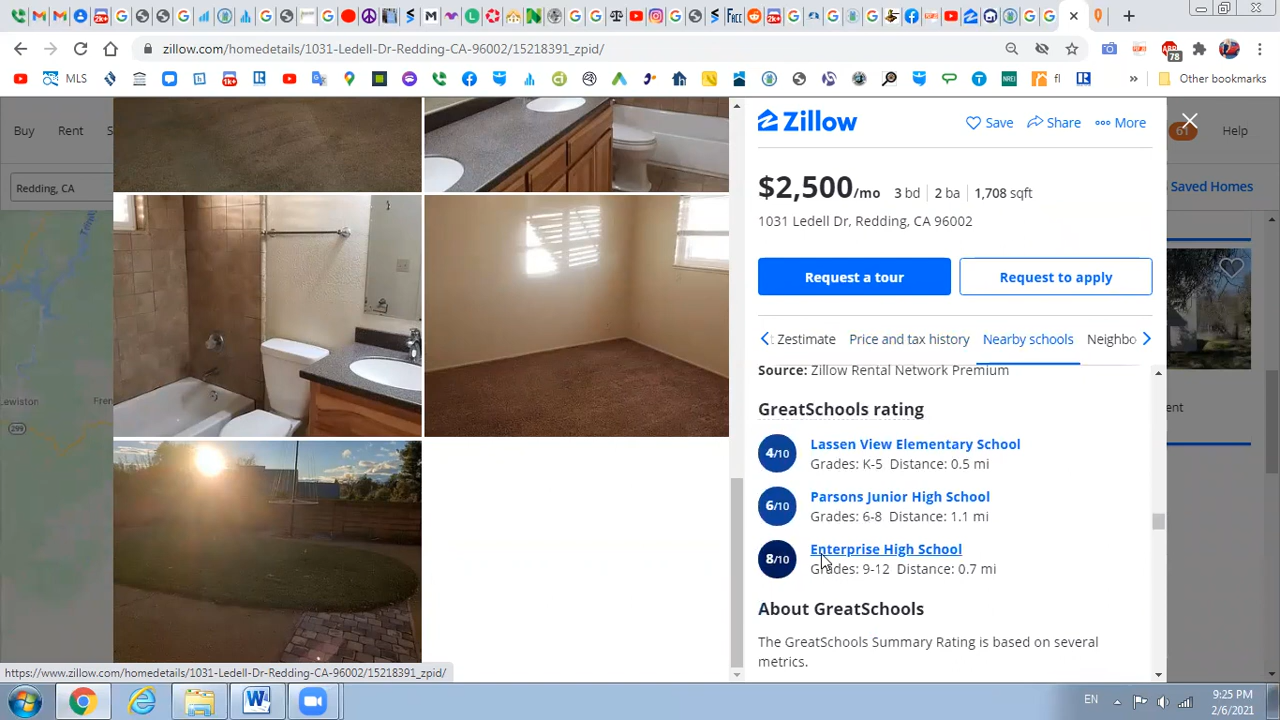 zillow.com/homedetails/1031-Ledell-Dr-Redding-CA-96002/15218391_zpid/
MLS
fl
Other bookmarks
Buy
Rent
Redding, CA
Lewiston
299
Zillow
Save
Share
More
61
Help
Saved Homes
$2,500/mo 3 bd 2 ba 1,708 sqft
1031 Ledell Dr, Redding, CA 96002
Request a tour
Request to apply
Zestimate
Price and tax history
Nearby schools
Neighbo
Source: Zillow Rental Network Premium
GreatSchools rating
4/10
Lassen View Elementary School
Grades: K-5 Distance: 0.5 mi
6/10
Parsons Junior High School
Grades: 6-8 Distance: 1.1 mi
8/10
Enterprise High School
Grades: 9-12 Distance: 0.7 mi
About GreatSchools
The GreatSchools Summary Rating is based on several
metrics.
https://www.zillow.com/homedetails/1031-Ledell-Dr-Redding-CA-96002/15218391_zpid/
EN
9:25 PM
2/6/2021